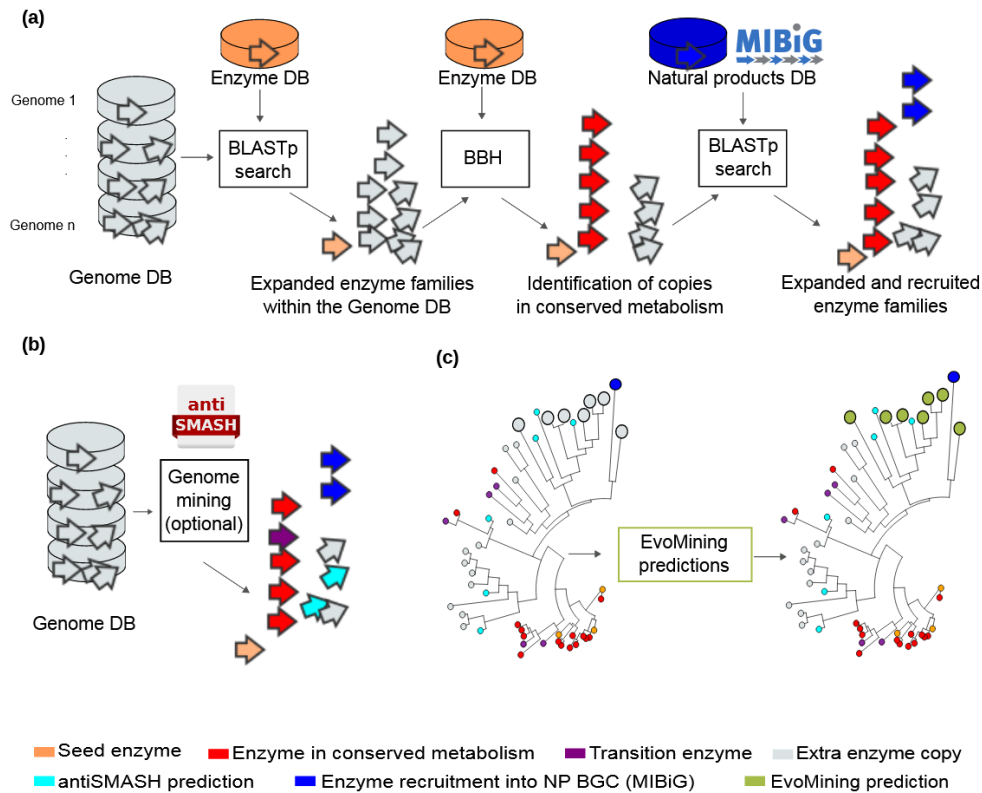 (a)
Enzyme DB
Enzyme DB
MIBiG
Natural products DB
Genome 1
.
.
.
Genome n
Genome DB
BLASTp
search
BBH
BLASTp
search
Expanded enzyme families
within the Genome DB
Identification of copies
in conserved metabolism
Expanded and recruited
enzyme families
(b)
anti
SMASH
Genome
mining
(optional)
Genome DB
(c)
EvoMining
predictions
Seed enzyme
Enzyme in conserved metabolism
Transition enzyme
Extra enzyme copy
antiSMASH prediction
Enzyme recruitment into NP BGC (MIBiG)
EvoMining prediction